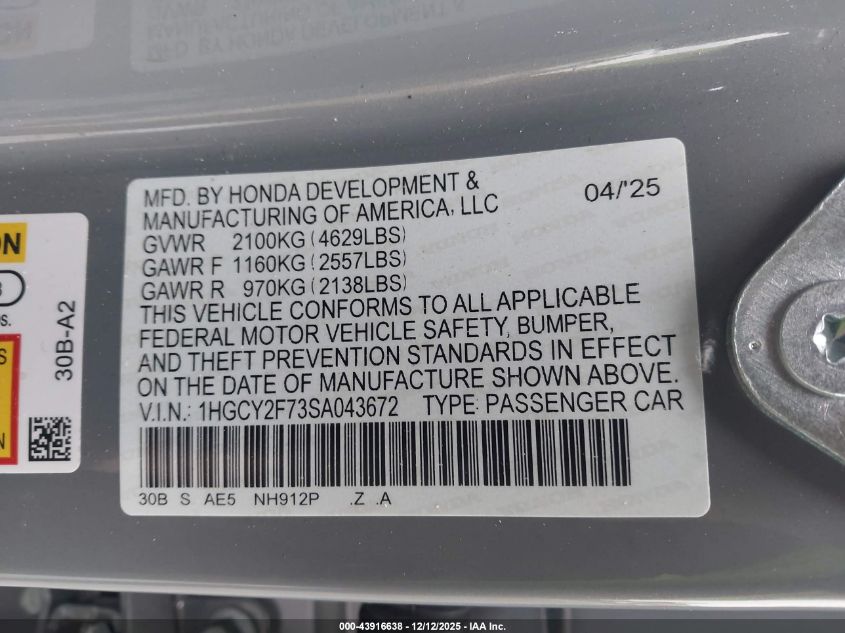 MFD. BY HONDA DEVELOPMENT &
MANUFACTURING OF AMERICA, LLC
04/'25
GVWR 2100KG (4629LBS)
GAWR F 1160KG (2557LBS)
GAWR R 970KG (2138LBS)
THIS VEHICLE CONFORMS TO ALL APPLICABLE
FEDERAL MOTOR VEHICLE SAFETY, BUMPER,
AND THEFT PREVENTION STANDARDS IN EFFECT
ON THE DATE OF MANUFACTURE SHOWN ABOVE.
V.I.N.: 1HGCY2F73SA043672 TYPE: PASSENGER CAR
30B S AE5 NH912P .Z .A
30B-A2
000-43916638 - 12/12/2025 - IAA Inc.